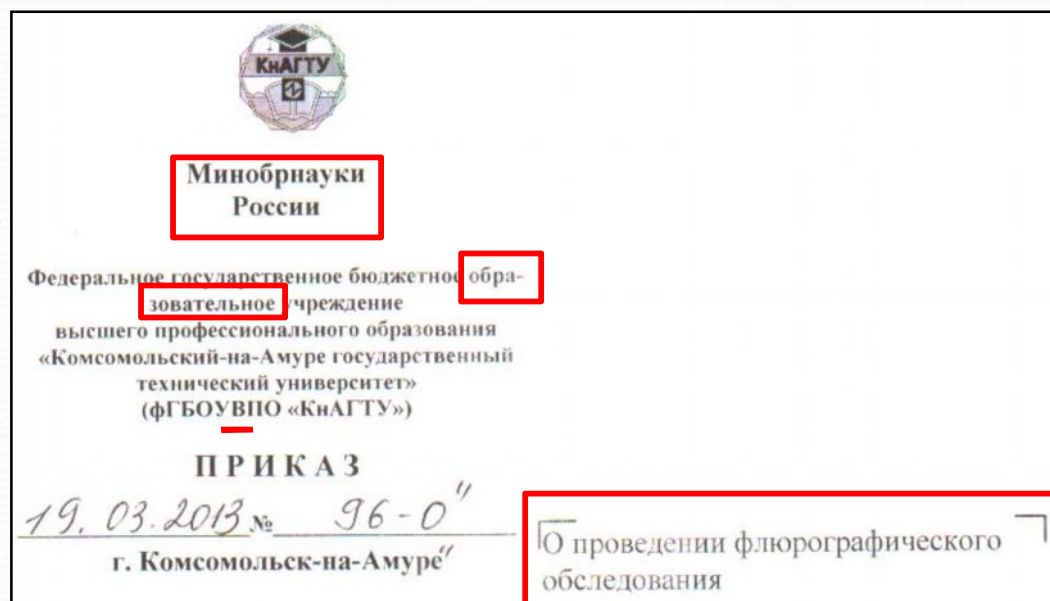 КнАГТУ
Минобрнауки
России
Федеральное государственное бюджетное обра-
зовательное учреждение
высшего профессионального образования
«Комсомольский-на-Амуре государственный
технический университет»
(фГБОУВПО «КнАГТУ»)
ПРИКАЗ
19.03.2013 № 96-О"
г. Комсомольск-на-Амуре"
О проведении флюрографического
обследования